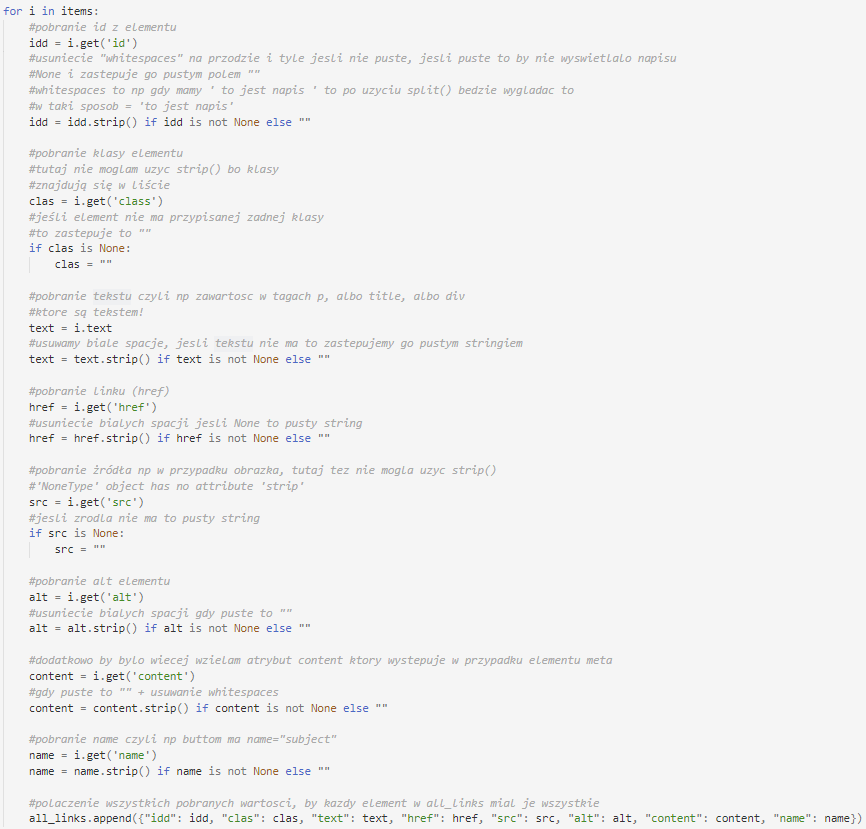 for i in items:
    #pobranie id z elementu
    idd = i.get('id')
    #usuniecie "whitespaces" na przodzie i tyle jesli nie puste, jesli puste to by nie wyswietlalo napisu
    #None i zastepuje go pustym polem ""
    #whitespaces to np gdy mamy ' to jest napis ' to po uzyciu split() bedzie wygladac to
    #w taki sposob = 'to jest napis'
    idd = idd.strip() if idd is not None else ""

    #pobranie klasy elementu
    #tutaj nie moglam uzyc strip() bo klasy
    #znajdują się w liście
    clas = i.get('class')
    #jeśli element nie ma przypisanej zadnej klasy
    #to zastepuje to ""
    if clas is None:
        clas = ""

    #pobranie tekstu czyli np zawartosc w tagach p, albo title, albo div
    #ktore są tekstem!
    text = i.text
    #usuwamy biale spacje, jesli tekstu nie ma to zastepujemy go pustym stringiem
    text = text.strip() if text is not None else ""

    #pobranie linku (href)
    href = i.get('href')
    #usuniecie bialych spacji jesli None to pusty string
    href = href.strip() if href is not None else ""

    #pobranie źródła np w przypadku obrazka, tutaj tez nie mogla uzyc strip()
    #'NoneType' object has no attribute 'strip'
    src = i.get('src')
    #jesli zrodla nie ma to pusty string
    if src is None:
        src = ""

    #pobranie alt elementu
    alt = i.get('alt')
    #usuniecie bialych spacji gdy puste to ""
    alt = alt.strip() if alt is not None else ""

    #dodatkowo by bylo wiecej wzielam atrybut content ktory wystepuje w przypadku elementu meta
    content = i.get('content')
    #gdy puste to "" + usuwanie whitespaces
    content = content.strip() if content is not None else ""

    #pobranie name czyli np buttom ma name="subject"
    name = i.get('name')
    name = name.strip() if name is not None else ""

    #polaczenie wszystkich pobranych wartosci, by kazdy element w all_links mial je wszystkie
    all_links.append({"idd": idd, "clas": clas, "text": text, "href": href, "src": src, "alt": alt, "content": content, "name": name})